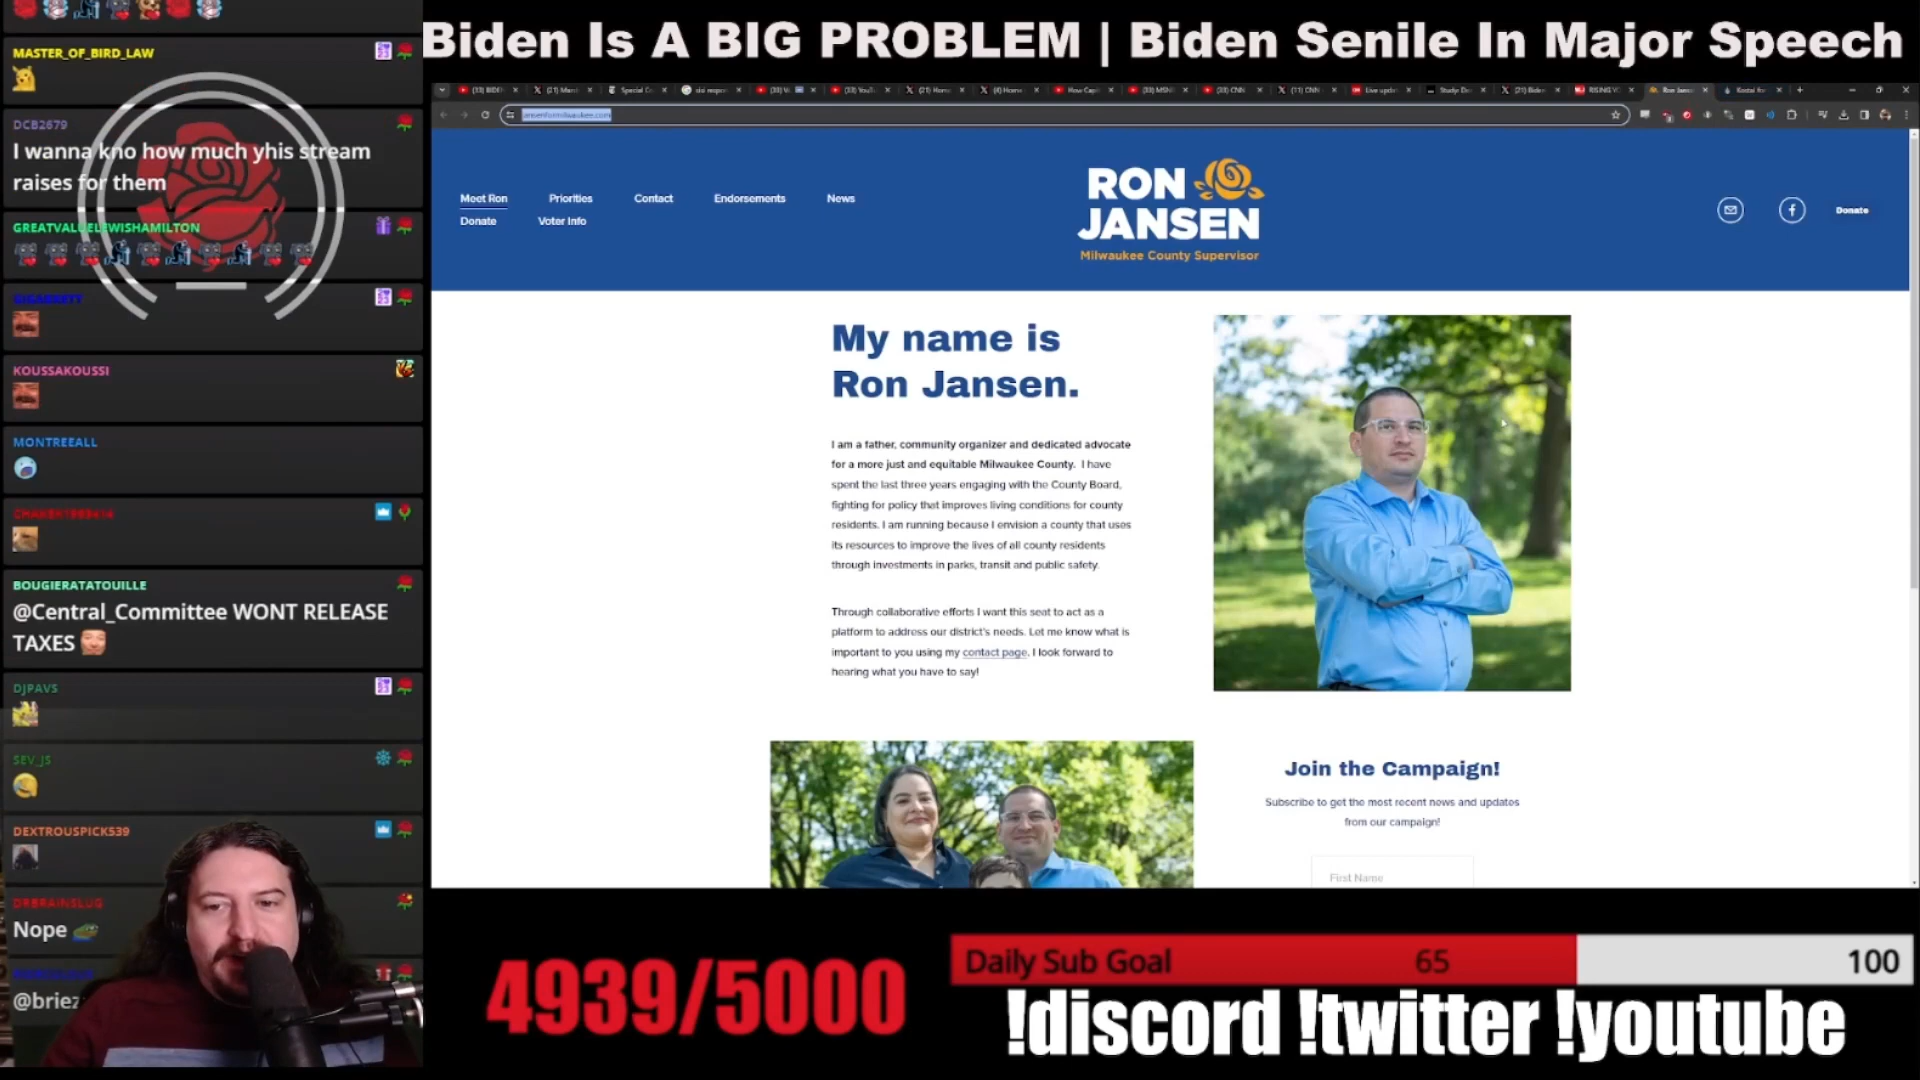 Biden Is A BIG PROBLEM | Biden Senile In Major Speech
MASTER_OF_BIRD_LAW
DCB2679
I wanna kno how much yhis stream
raises for them
GREATVALUELEWISHAMILTON
KOUSSAKOUSSI
MONTREEALL
BOUGIERATATOUILLE
@Central_Committee WONT RELEASE
TAXES
DJPAVS
SEV_JS
DEXTROUSPICK539
DRBRAINSLUG
Nope
@briez
Meet Ron
Priorities
Contact
Endorsements
News
Donate
Voter Info
RON
JANSEN
Milwaukee County Supervisor
Donate
My name is
Ron Jansen.
I am a father, community organizer and dedicated advocate
for a more just and equitable Milwaukee County. I have
spent the last three years engaging with the County Board,
fighting for policy that improves living conditions for county
residents. I am running because I envision a county that uses
its resources to improve the lives of all county residents
through investments in parks, transit and public safety.
Through collaborative efforts I want this seat to act as a
platform to address our district's needs. Let me know what is
important to you using my contact page. I look forward to
hearing what you have to say!
Join the Campaign!
Subscribe to get the most recent news and updates
from our campaign!
First Name
4939/5000
Daily Sub Goal 65 100
!discord !twitter !youtube